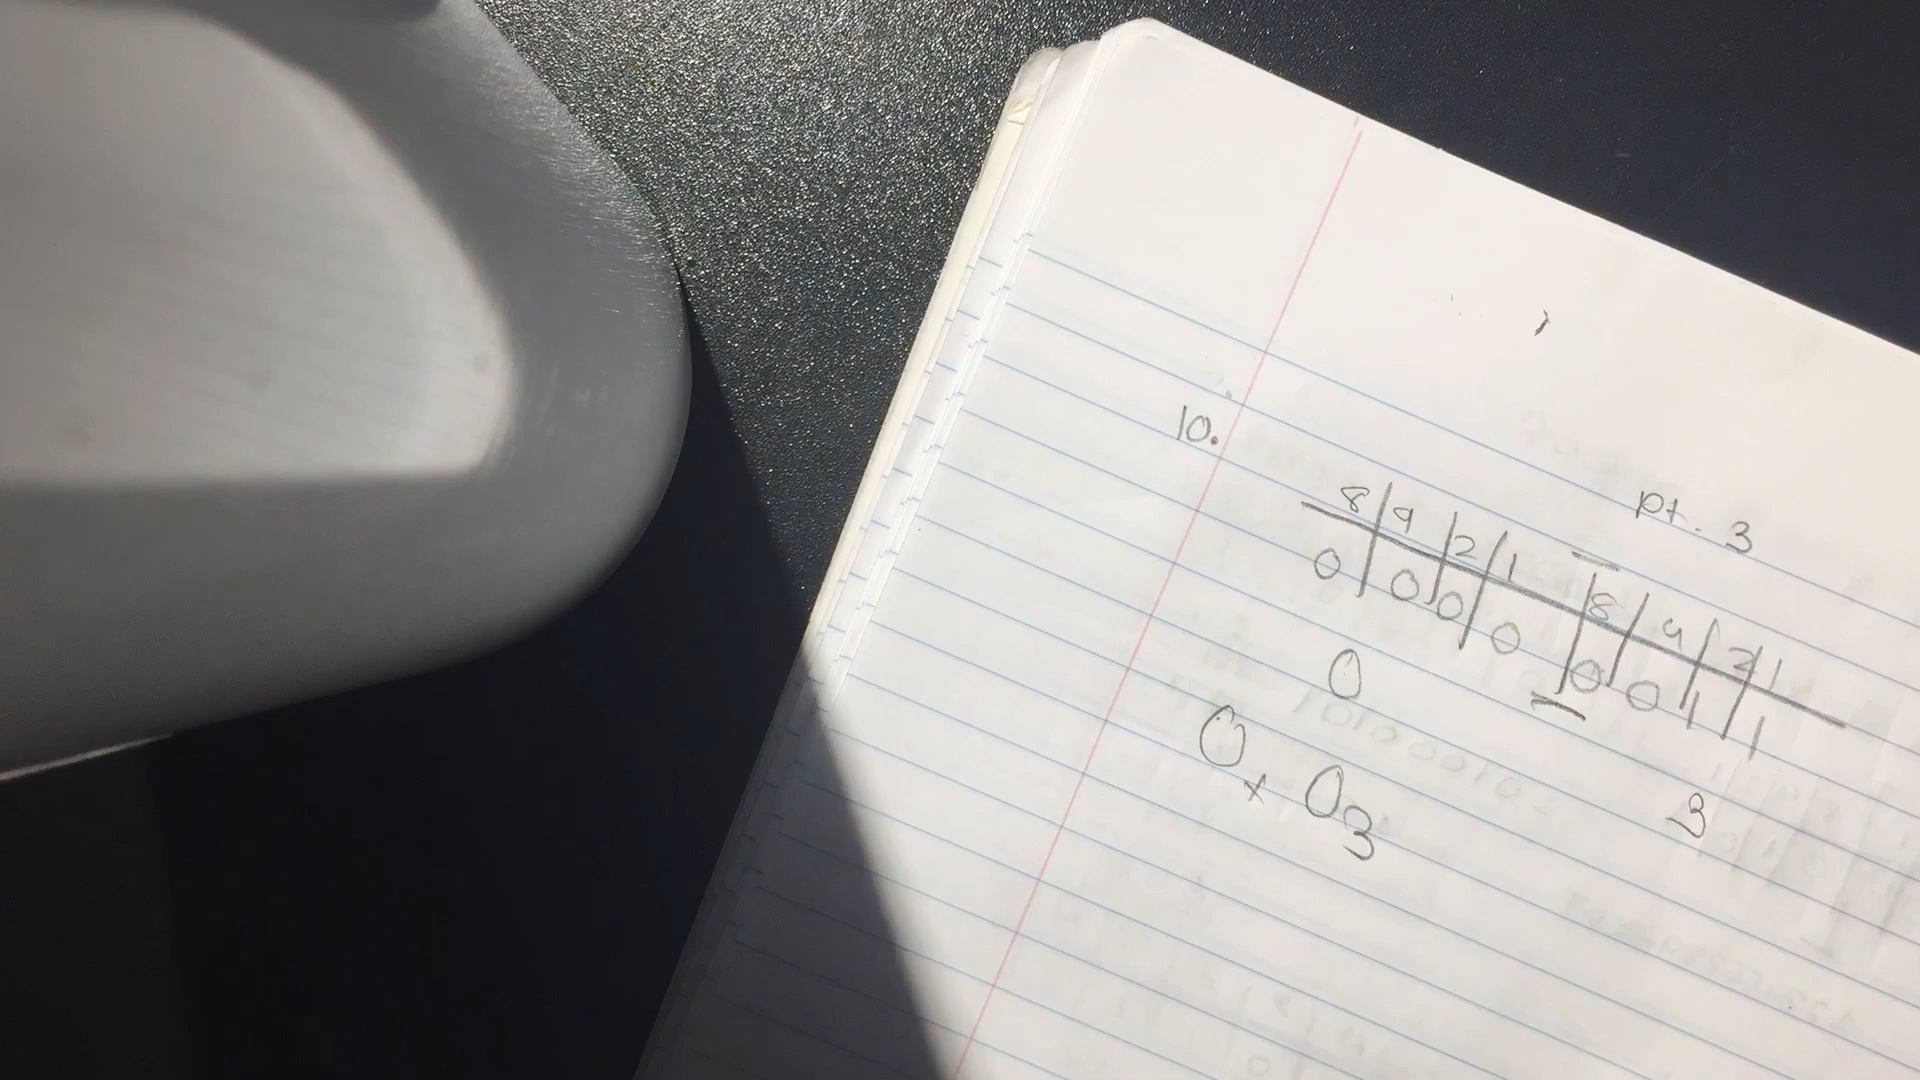 10.
pt. 3
8 4 2 1 8 4 2 1
0 0 0 0 0 0 1 1
0 3
0x03